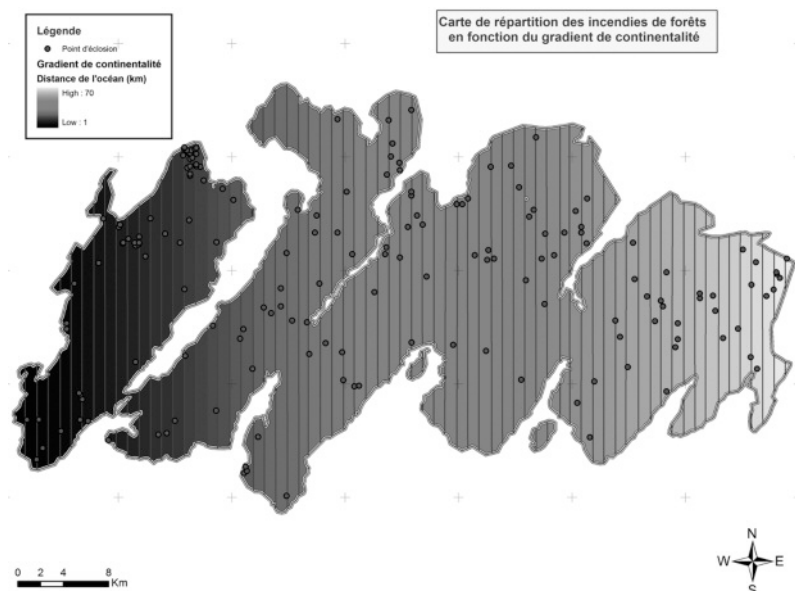 Carte de répartition des incendies de forêts
en fonction du gradient de continentalité
Légende
Point d'éclosion
Gradient de continentalité
Distance de l'océan (km)
High : 70
Low : 1
N
W E
S
0 2 4 8
Km